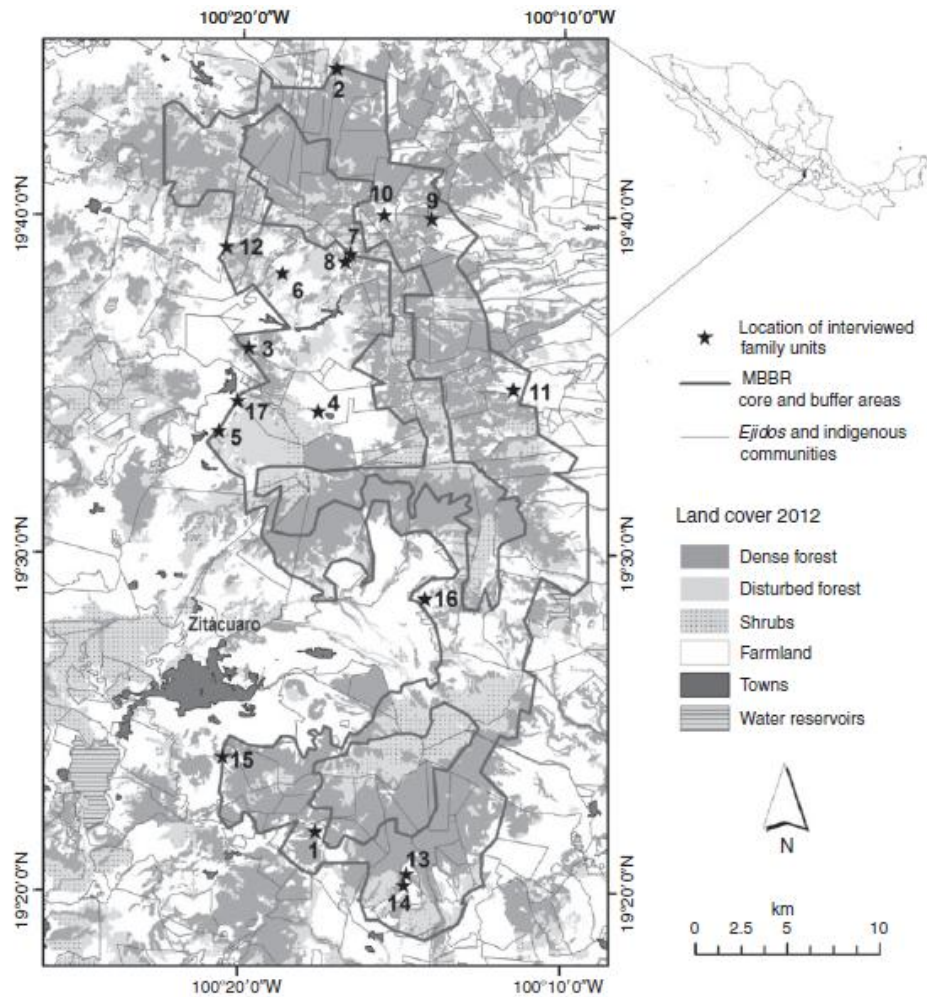 100°20'0"W
100°10'0"W
2
19°40'0"N
19°40'0"N
10
9
12
7
8
6
3
11
17
4
5
19°30'0"N
19°30'0"N
16
Zitàcuaro
15
1
13
14
19°20'0"N
19°20'0"N
100°20'0"W
100°10'0"W
Location of interviewed
family units
MBBR
core and buffer areas
Ejidos and indigenous
communities
Land cover 2012
Dense forest
Disturbed forest
Shrubs
Farmland
Towns
Water reservoirs
N
km
0 2.5 5 10